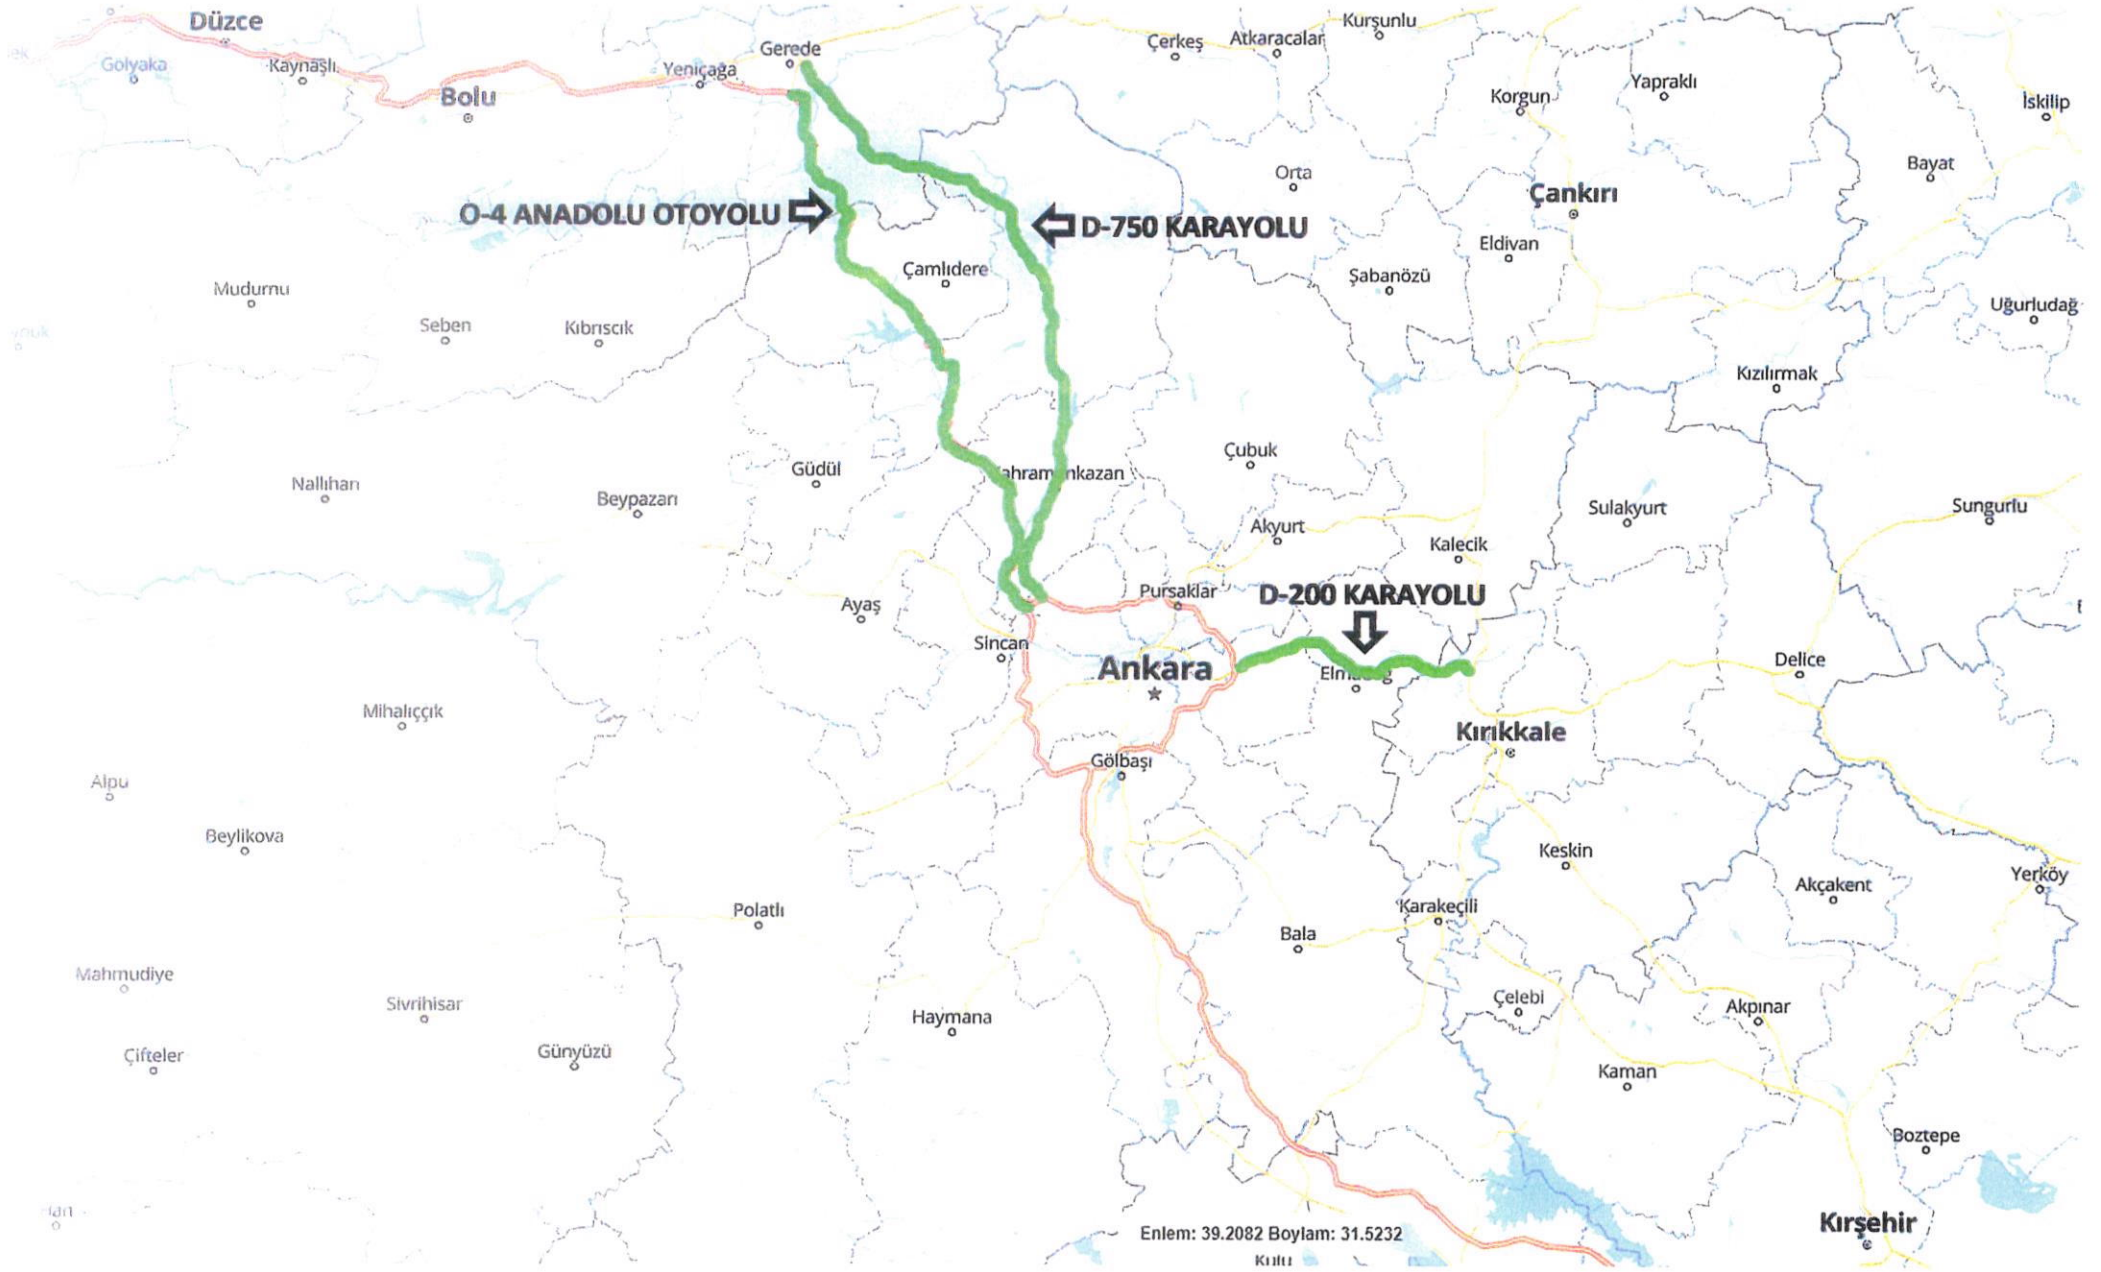 Düzce
Gölyaka
Kaynaşlı
Bolu
Yeniçağa
Gerede
Çerkeş
Atkaracalar
Kurşunlu
Korgun
Yapraklı
İskilip
Bayat
Orta
Çankırı
O-4 ANADOLU OTOYOLU
D-750 KARAYOLU
Eldivan
Çamlıdere
Şabanözü
Mudurnu
Uğurludağ
Seben
Kıbrıscık
Kızılırmak
Çubuk
Güdül
Nallıhan
Beypazarı
Sulakyurt
Sungurlu
Akyurt
Kalecik
Pursaklar
D-200 KARAYOLU
Ayaş
Sincan
Ankara
Delice
Mihalıççık
Kırıkkale
Gölbaşı
Alpu
Beylikova
Keskin
Akçakent
Yerköy
Polatlı
Karakeçili
Bala
Mahmudiye
Sivrihisar
Çelebi
Akpınar
Haymana
Çifteler
Günyüzü
Kaman
Boztepe
Kırşehir
Enlem: 39.2082 Boylam: 31.5232
Kulu